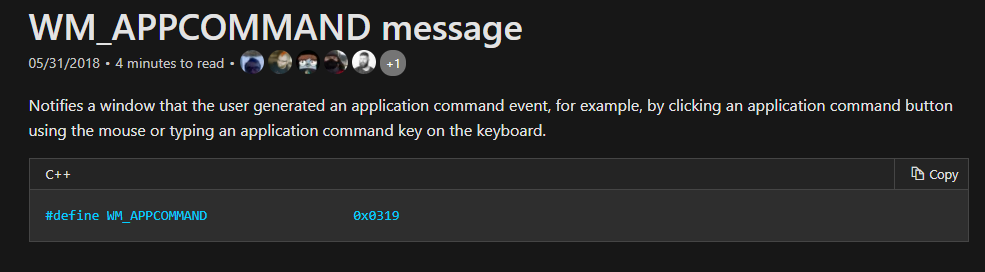 WM_APPCOMMAND message
05/31/2018 • 4 minutes to read • +1
Notifies a window that the user generated an application command event, for example, by clicking an application command button
using the mouse or typing an application command key on the keyboard.
C++ Copy
#define WM_APPCOMMAND 0x0319